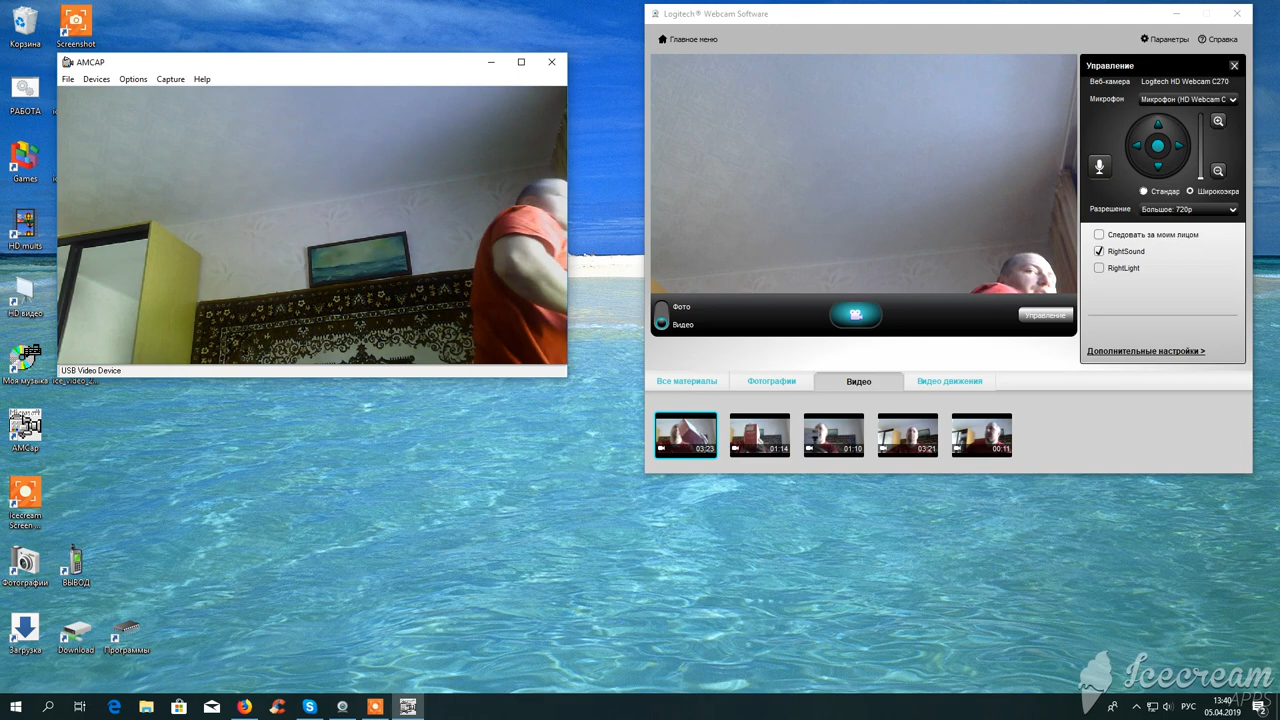 Корзина
Screenshot
РАБОТА
Games
HD mults
HD видео
Моя музыка
ice_video_2...
AMCap
Icecream Screen ...
Фотографии
ВЫВОД
Загрузка
Download
Программы
AMCAP
File Devices Options Capture Help
USB Video Device
Logitech® Webcam Software
Главное меню
Параметры
Справка
Управление
Веб-камера Logitech HD Webcam C270
Микрофон Микрофон (HD Webcam C
Стандар Широкоэкра
Разрешение Большое: 720p
Следовать за моим лицом
RightSound
RightLight
Дополнительные настройки >
Фото
Видео
Управление
Все материалы Фотографии Видео Видео движения
03:23 01:14 01:10 03:21 00:11
Icecream
APPS
РУС
13:40
05.04.2019
2